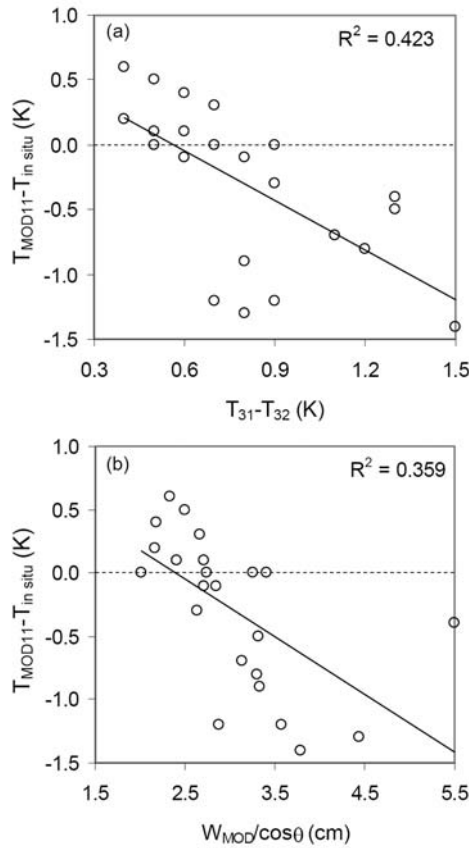 (a)
R² = 0.423
T_MOD11-T_in situ (K)
1.0
0.5
0.0
-0.5
-1.0
-1.5
0.3 0.6 0.9 1.2 1.5
T_31-T_32 (K)
(b)
R² = 0.359
T_MOD11-T_in situ (K)
1.0
0.5
0.0
-0.5
-1.0
-1.5
1.5 2.5 3.5 4.5 5.5
W_MOD/cosθ (cm)